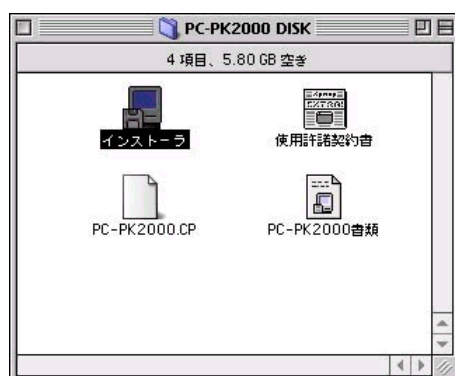 PC-PK2000 DISK
4 項目、5.80 GB 空き
インストーラ
使用許諾契約書
PC-PK2000.CP
PC-PK2000書類